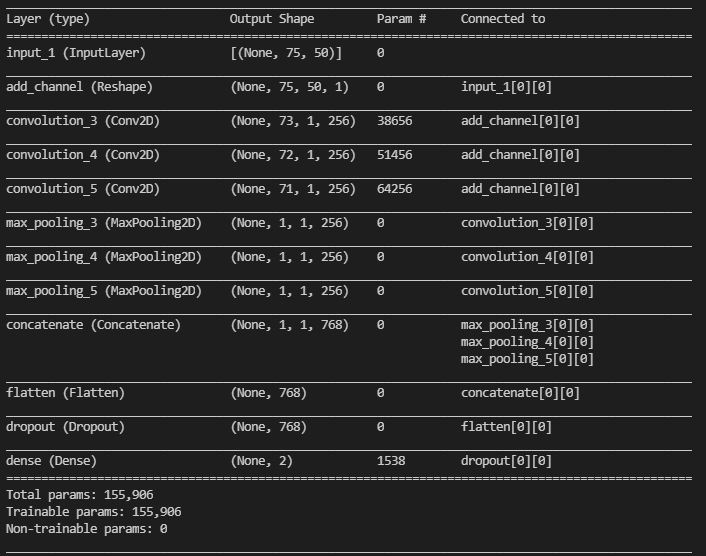 Layer (type) Output Shape Param # Connected to
input_1 (InputLayer) [(None, 75, 50)] 0
add_channel (Reshape) (None, 75, 50, 1) 0 input_1[0][0]
convolution_3 (Conv2D) (None, 73, 1, 256) 38656 add_channel[0][0]
convolution_4 (Conv2D) (None, 72, 1, 256) 51456 add_channel[0][0]
convolution_5 (Conv2D) (None, 71, 1, 256) 64256 add_channel[0][0]
max_pooling_3 (MaxPooling2D) (None, 1, 1, 256) 0 convolution_3[0][0]
max_pooling_4 (MaxPooling2D) (None, 1, 1, 256) 0 convolution_4[0][0]
max_pooling_5 (MaxPooling2D) (None, 1, 1, 256) 0 convolution_5[0][0]
concatenate (Concatenate) (None, 1, 1, 768) 0 max_pooling_3[0][0]
max_pooling_4[0][0]
max_pooling_5[0][0]
flatten (Flatten) (None, 768) 0 concatenate[0][0]
dropout (Dropout) (None, 768) 0 flatten[0][0]
dense (Dense) (None, 2) 1538 dropout[0][0]
Total params: 155,906
Trainable params: 155,906
Non-trainable params: 0